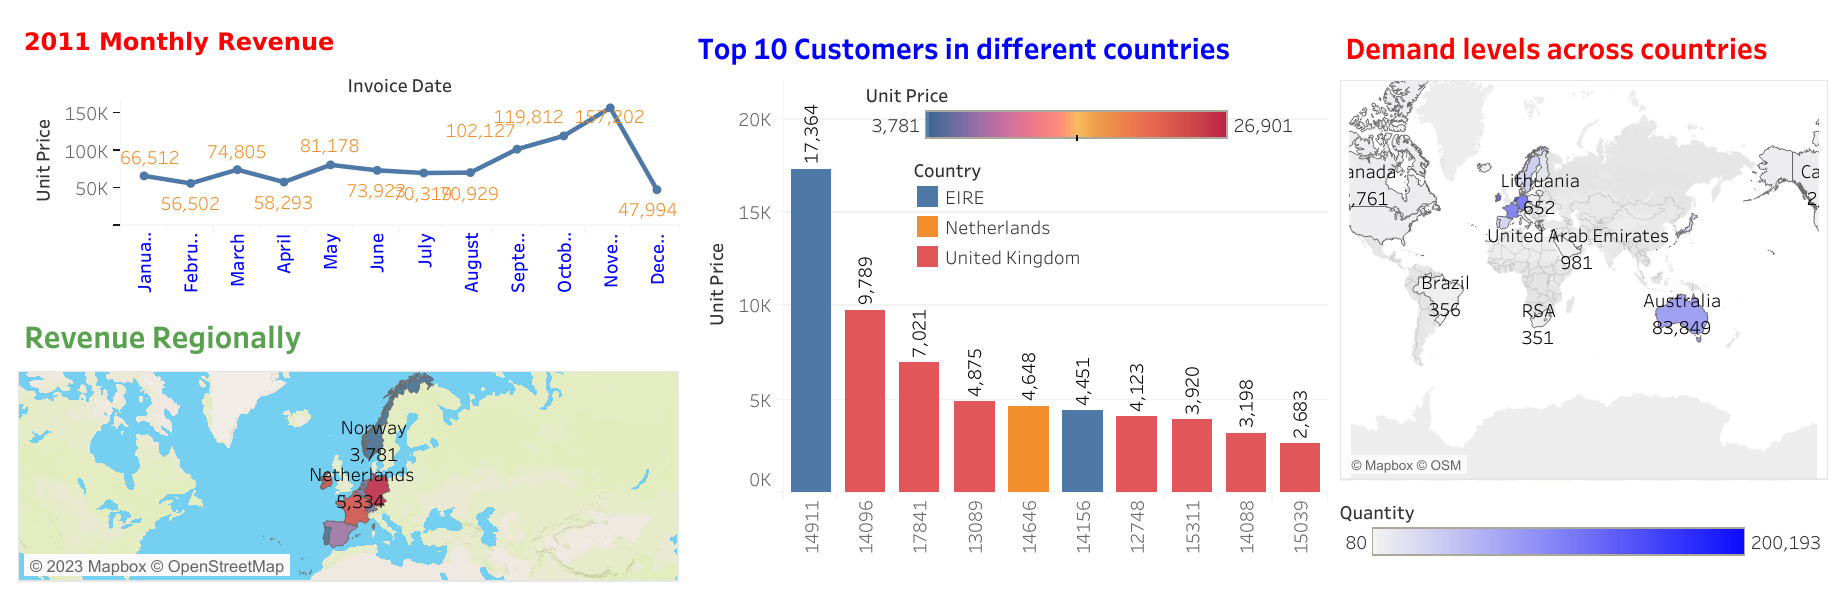 2011 Monthly Revenue
Invoice Date
Unit Price
150K
100K
50K
66,512
56,502
74,805
58,293
81,178
73,923
70,319
70,929
102,127
119,812
157,202
47,994
Janua..
Febru..
March
April
May
June
July
August
Septe..
Octob..
Nove..
Dece..
Revenue Regionally
Norway
3,781
Netherlands
5,334
© 2023 Mapbox © OpenStreetMap
Top 10 Customers in different countries
Unit Price
3,781
26,901
Country
EIRE
Netherlands
United Kingdom
Unit Price
20K
15K
10K
5K
0K
17,364
9,789
7,021
4,875
4,648
4,451
4,123
3,920
3,198
2,683
14911
14096
17841
13089
14646
14156
12748
15311
14088
15039
Demand levels across countries
anada
,761
Lithuania
652
United Arab Emirates
981
Brazil
356
RSA
351
Australia
83,849
Ca
2
© Mapbox © OSM
Quantity
80
200,193